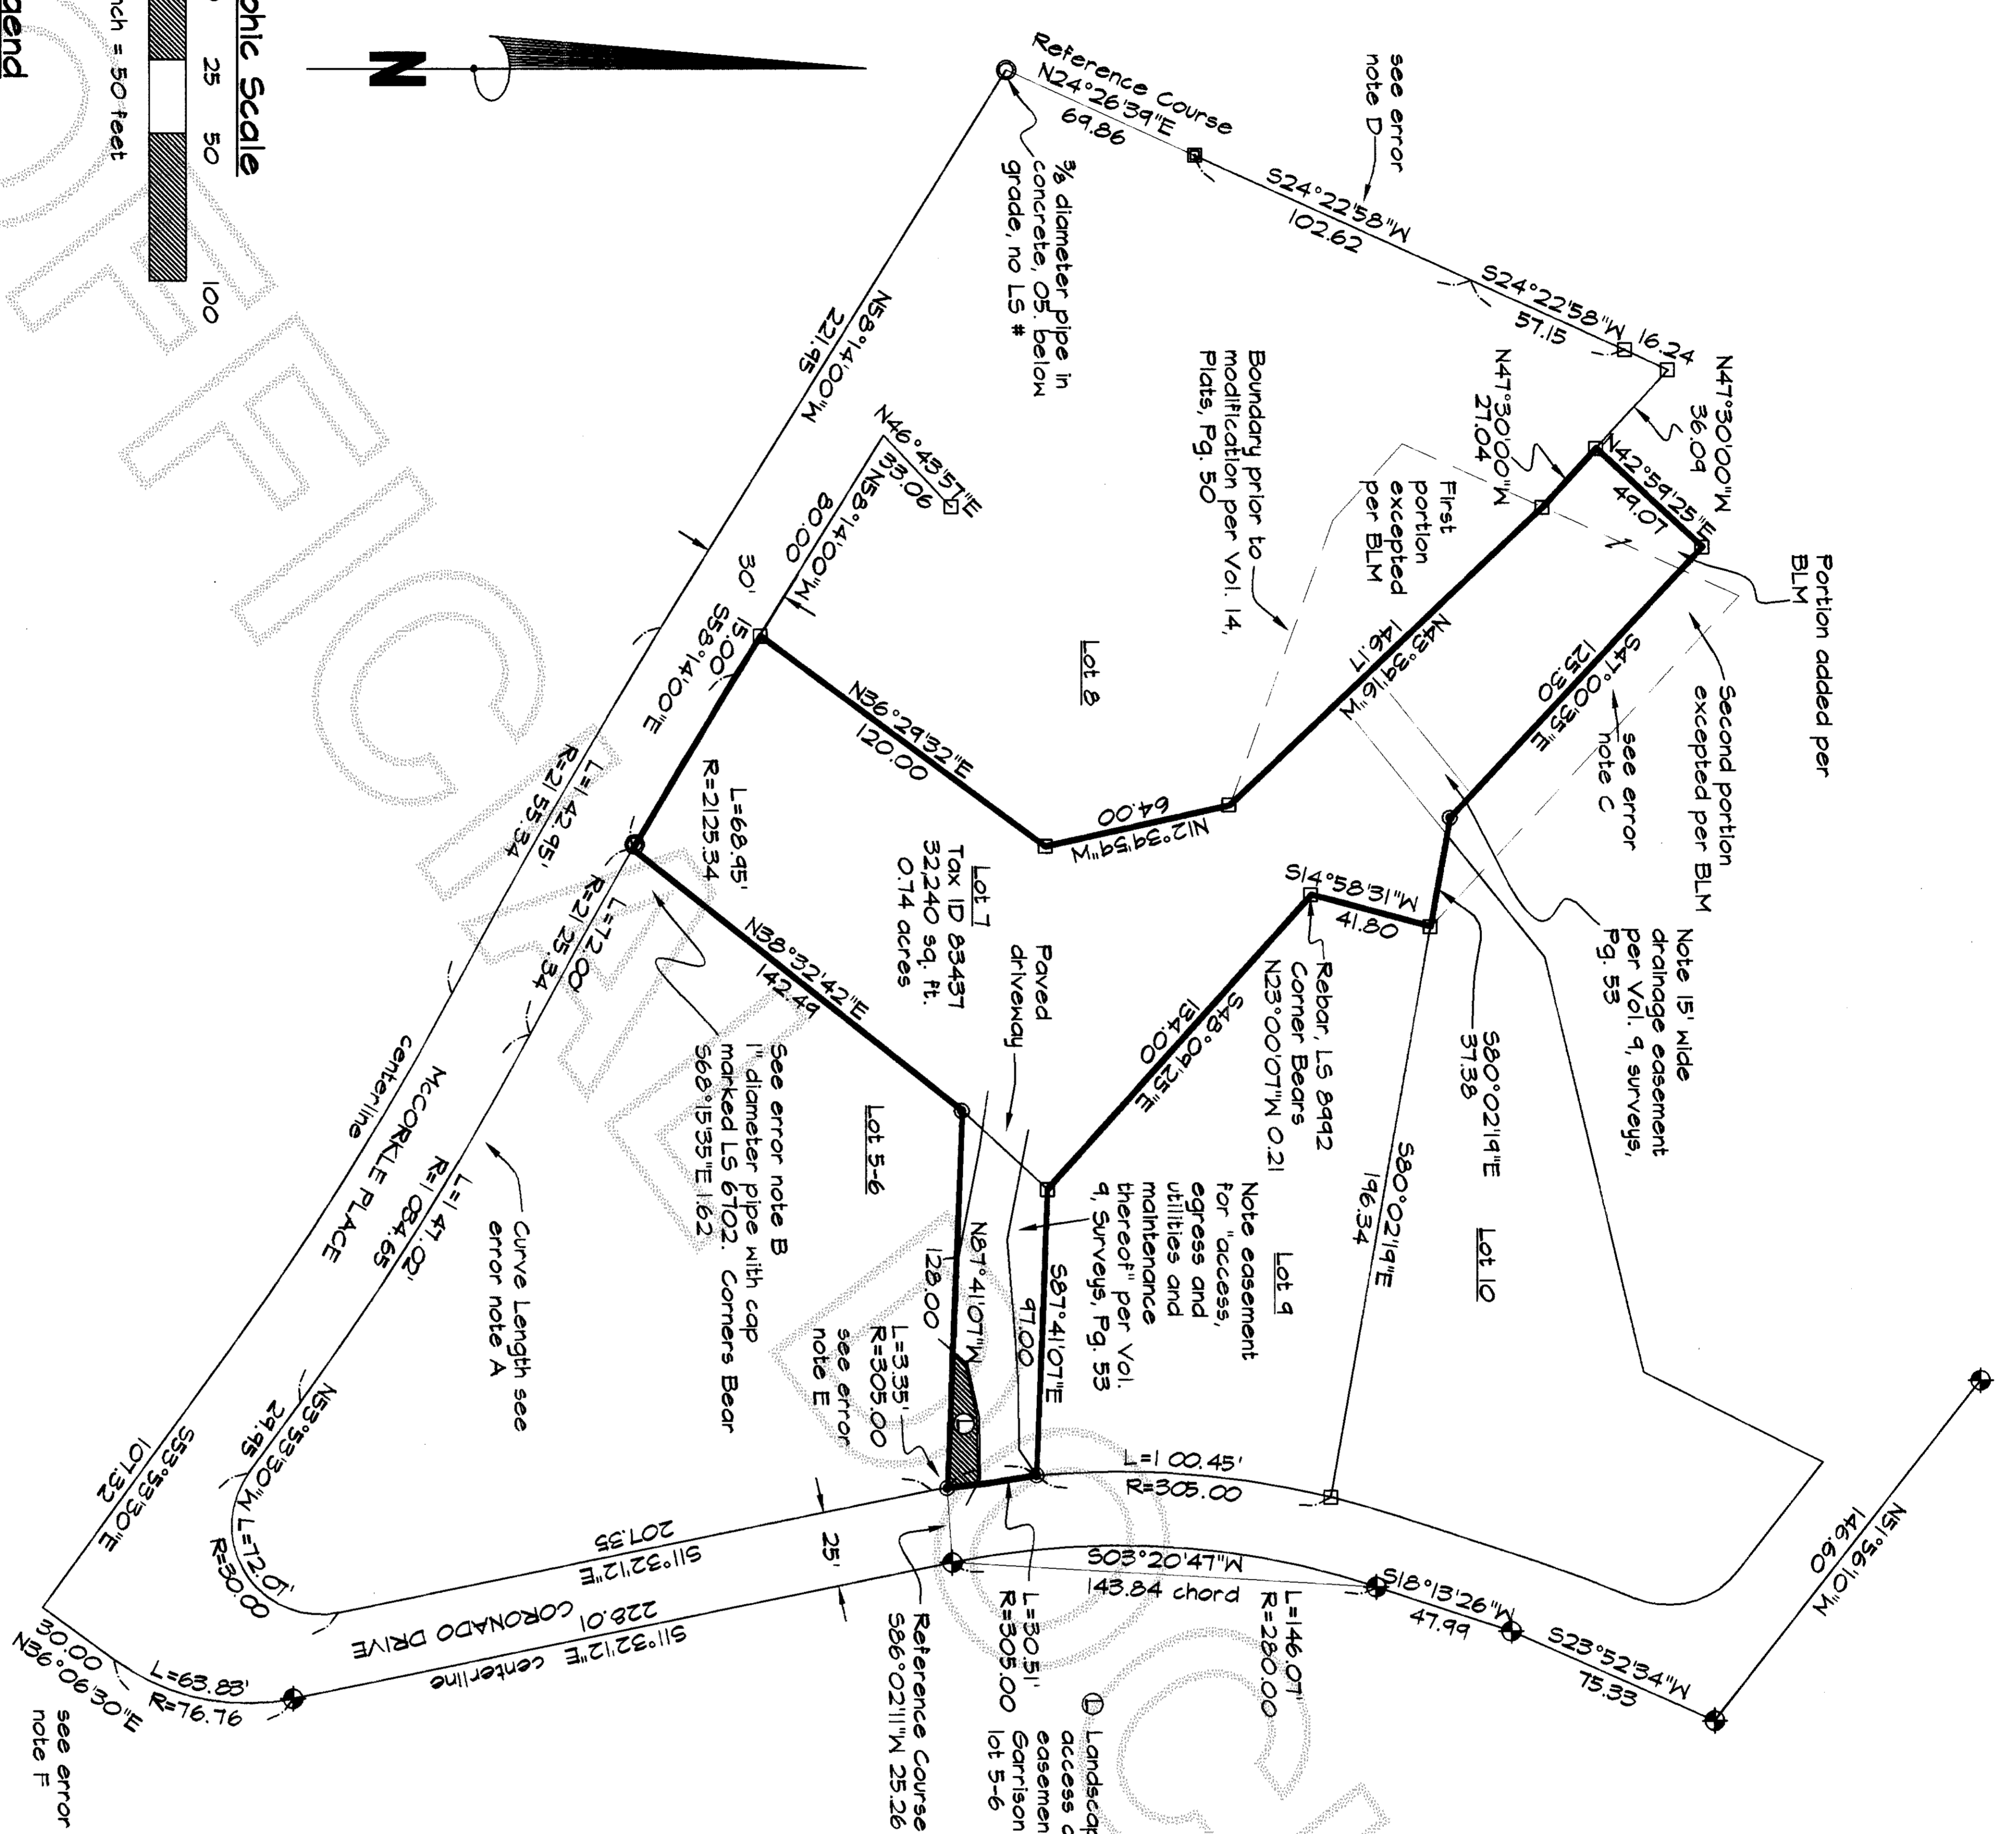 phic Scale
25
50
100
nch = 50 feet
gend
N
Reference Course
N24°26'39"E
69.86
see error
note D
S24°22'58"W
102.62
S24°22'58"W
57.15
16.24
N47°30'00"W
36.09
N47°30'00"W
27.04
N42°59'25"E
49.07
Portion added per
BLM
Second portion
excepted per BLM
First
portion
excepted
per BLM
Boundary prior to
modification per Vol. 14,
Plats, Pg. 50
3/8 diameter pipe in
concrete, 05. below
grade, no LS #
N58°14'00"W
221.95
N46°45'57"E
33.06
N58°14'00"W
80.00
30'
15.00
S58°14'00"E
Lot 8
N43°39'16"W
146.17
S47°00'35"E
125.30
see error
note C
N36°29'32"E
120.00
N12°39'54"W
64.00
S14°58'31"W
41.80
S80°02'19"E
37.38
Note 15' wide
drainage easement
per Vol. 9, surveys,
Pg. 53
L=68.95'
R=2125.34
Lot 7
Tax ID 83437
32,240 sq. ft.
0.74 acres
Paved
driveway
Rebar, LS 8992
Corner Bears
N23°00'07"W 0.21
S48°09'25"E
134.00
L=142.95'
R=2155.34
L=72.00
R=2125.34
N38°32'42"E
142.49
See error note B
1" diameter pipe with cap
marked LS 6702. Corners Bear
S68°15'35"E 1.62
Lot 5-6
S80°02'19"E
196.34
Lot 10
Lot 9
Note easement
for "access,
egress and
utilities and
maintenance
thereof" per Vol.
9, Surveys, Pg. 53
N87°41'07"W
128.00
S87°41'07"E
97.00
L=3.35'
R=305.00
see error
note E
L
McCORKLE PLACE
centerline
L=147.02'
R=1034.65
Curve Length see
error note A
N53°53'30"W
29.95
S53°53'30"E
107.32
L=72.07'
R=30.00
207.35
S11°32'12"E
25'
CORONADO DRIVE
228.01
S11°32'12"E centerline
L=100.45'
R=305.00
S03°20'47"W
143.84 chord
L=146.07'
R=280.00
S18°13'26"W
47.99
S23°52'34"W
75.33
N51°56'10"W
146.60
L=30.51'
R=305.00
Reference Course
S86°02'11"W 25.26
L Landscap
access a
easemen
Garrison
lot 5-6
30.00
N36°06'30"E
L=63.83'
R=76.76
see error
note F